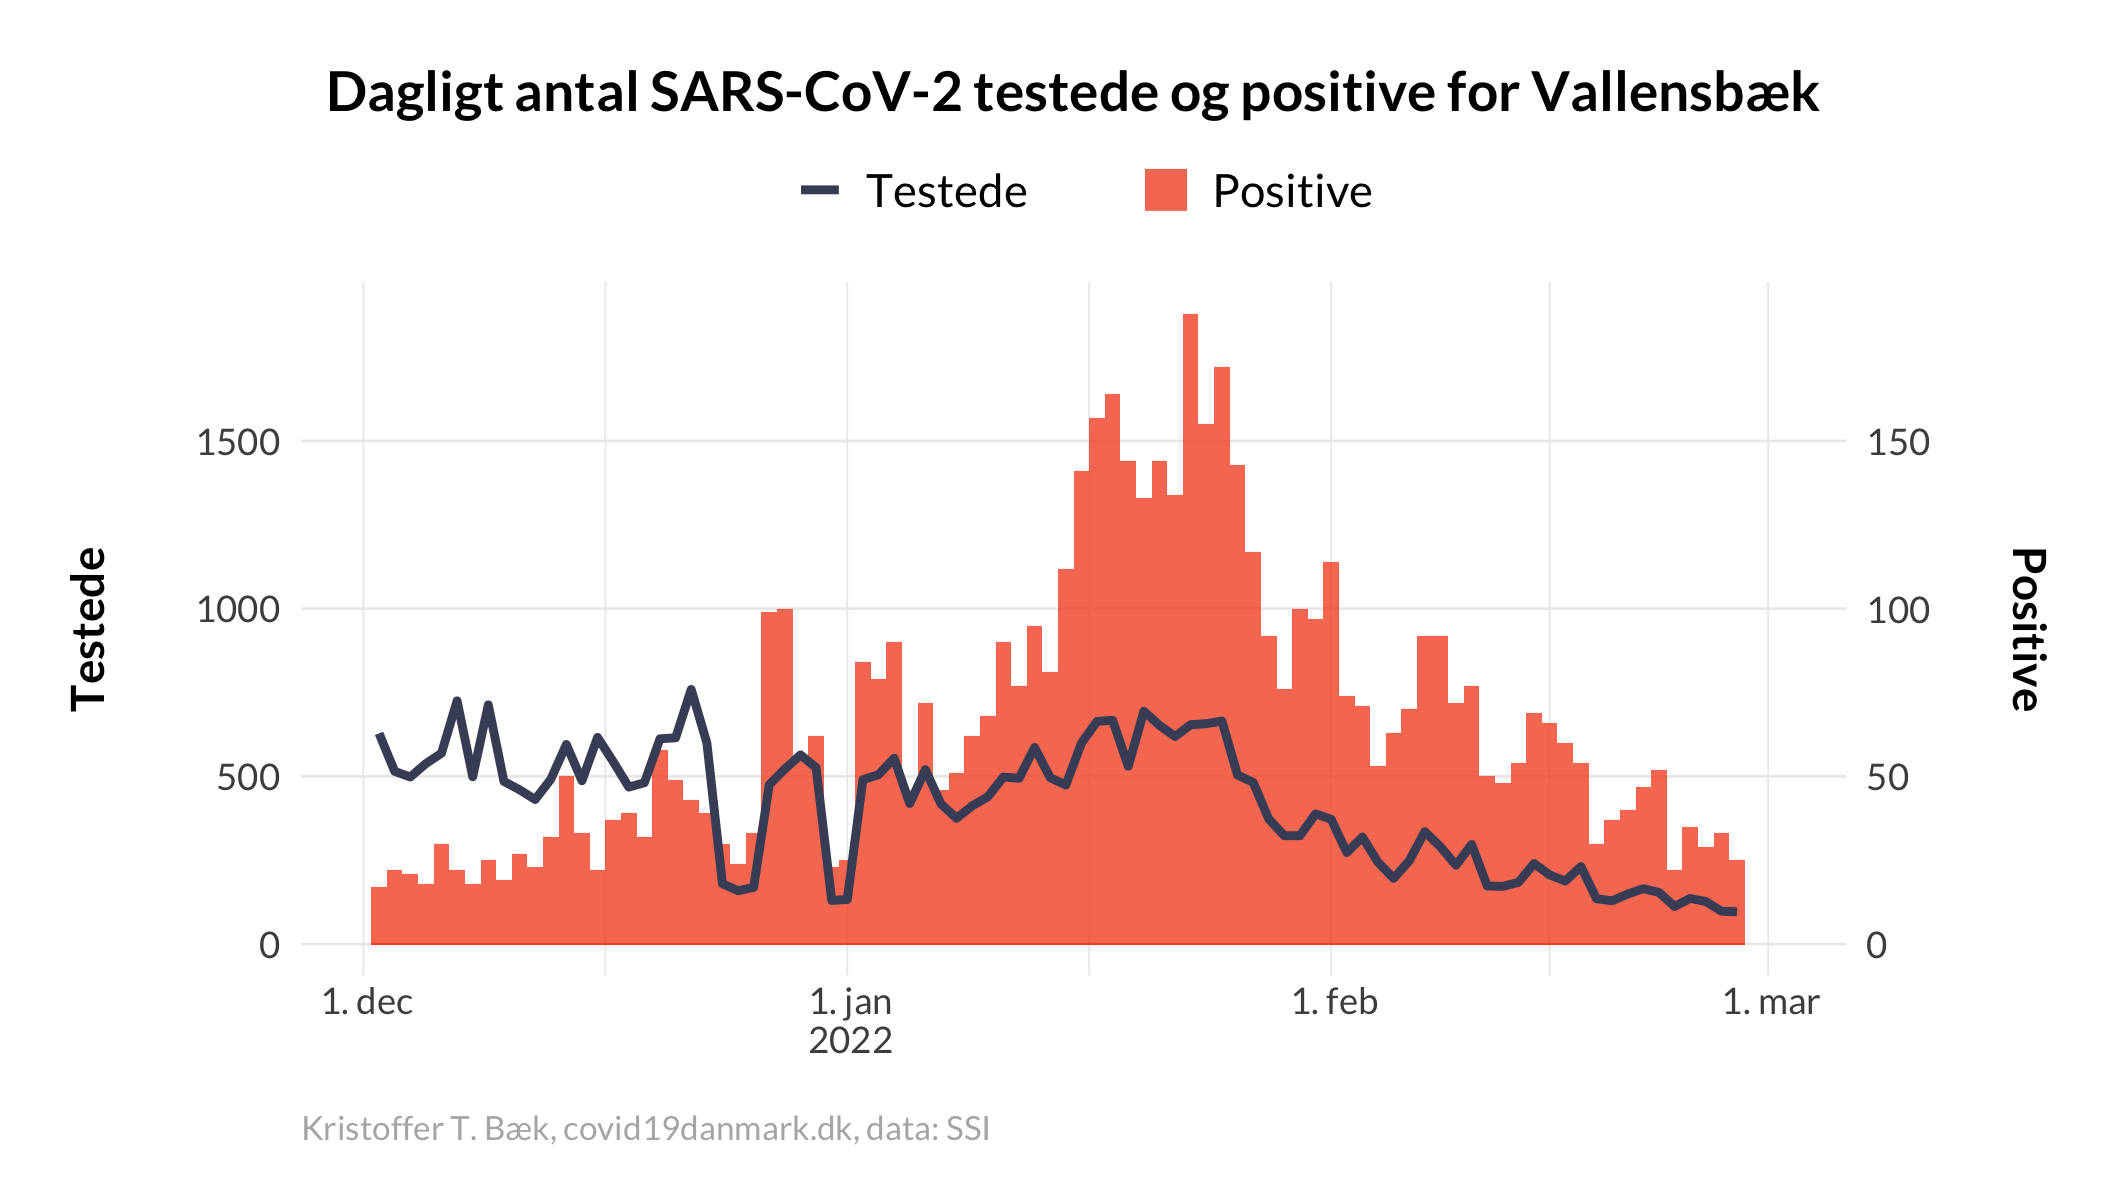 Dagligt antal SARS-CoV-2 testede og positive for Vallensbæk
Testede
Positive
Testede
1500
1000
500
0
150
100
50
0
Positive
1. dec
1. jan
2022
1. feb
1. mar
Kristoffer T. Bæk, covid19danmark.dk, data: SSI